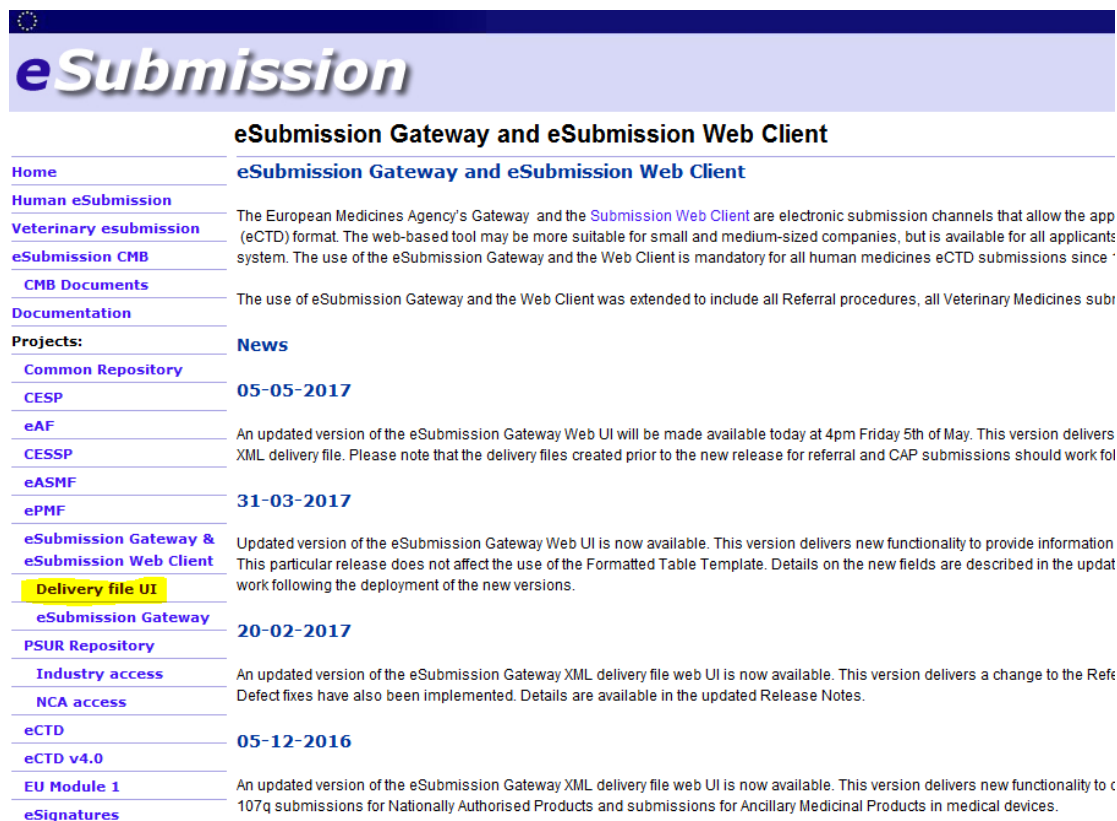 eSubmission
eSubmission Gateway and eSubmission Web Client
Home
Human eSubmission
Veterinary esubmission
eSubmission CMB
CMB Documents
Documentation
Projects:
Common Repository
CESP
eAF
CESSP
eASMF
ePMF
eSubmission Gateway &
eSubmission Web Client
Delivery file UI
eSubmission Gateway
PSUR Repository
Industry access
NCA access
eCTD
eCTD v4.0
EU Module 1
eSignatures
eSubmission Gateway and eSubmission Web Client
The European Medicines Agency's Gateway and the Submission Web Client are electronic submission channels that allow the app
(eCTD) format. The web-based tool may be more suitable for small and medium-sized companies, but is available for all applicants
system. The use of the eSubmission Gateway and the Web Client is mandatory for all human medicines eCTD submissions since
The use of eSubmission Gateway and the Web Client was extended to include all Referral procedures, all Veterinary Medicines sub
News
05-05-2017
An updated version of the eSubmission Gateway Web UI will be made available today at 4pm Friday 5th of May. This version delivers
XML delivery file. Please note that the delivery files created prior to the new release for referral and CAP submissions should work fol
31-03-2017
Updated version of the eSubmission Gateway Web UI is now available. This version delivers new functionality to provide information
This particular release does not affect the use of the Formatted Table Template. Details on the new fields are described in the updat
work following the deployment of the new versions.
20-02-2017
An updated version of the eSubmission Gateway XML delivery file web UI is now available. This version delivers a change to the Refe
Defect fixes have also been implemented. Details are available in the updated Release Notes.
05-12-2016
An updated version of the eSubmission Gateway XML delivery file web UI is now available. This version delivers new functionality to
107q submissions for Nationally Authorised Products and submissions for Ancillary Medicinal Products in medical devices.